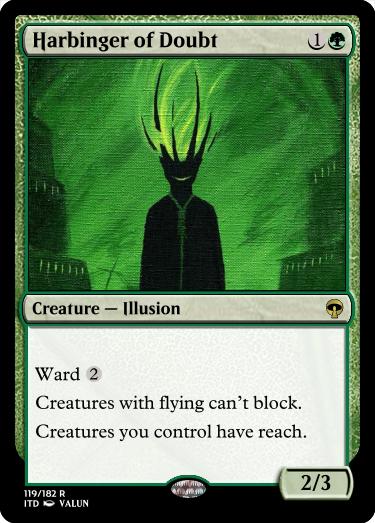 Harbinger of Doubt 1
Creature — Illusion
Ward 2
Creatures with flying can't block.
Creatures you control have reach.
2/3
119/182 R
ITD VALUN